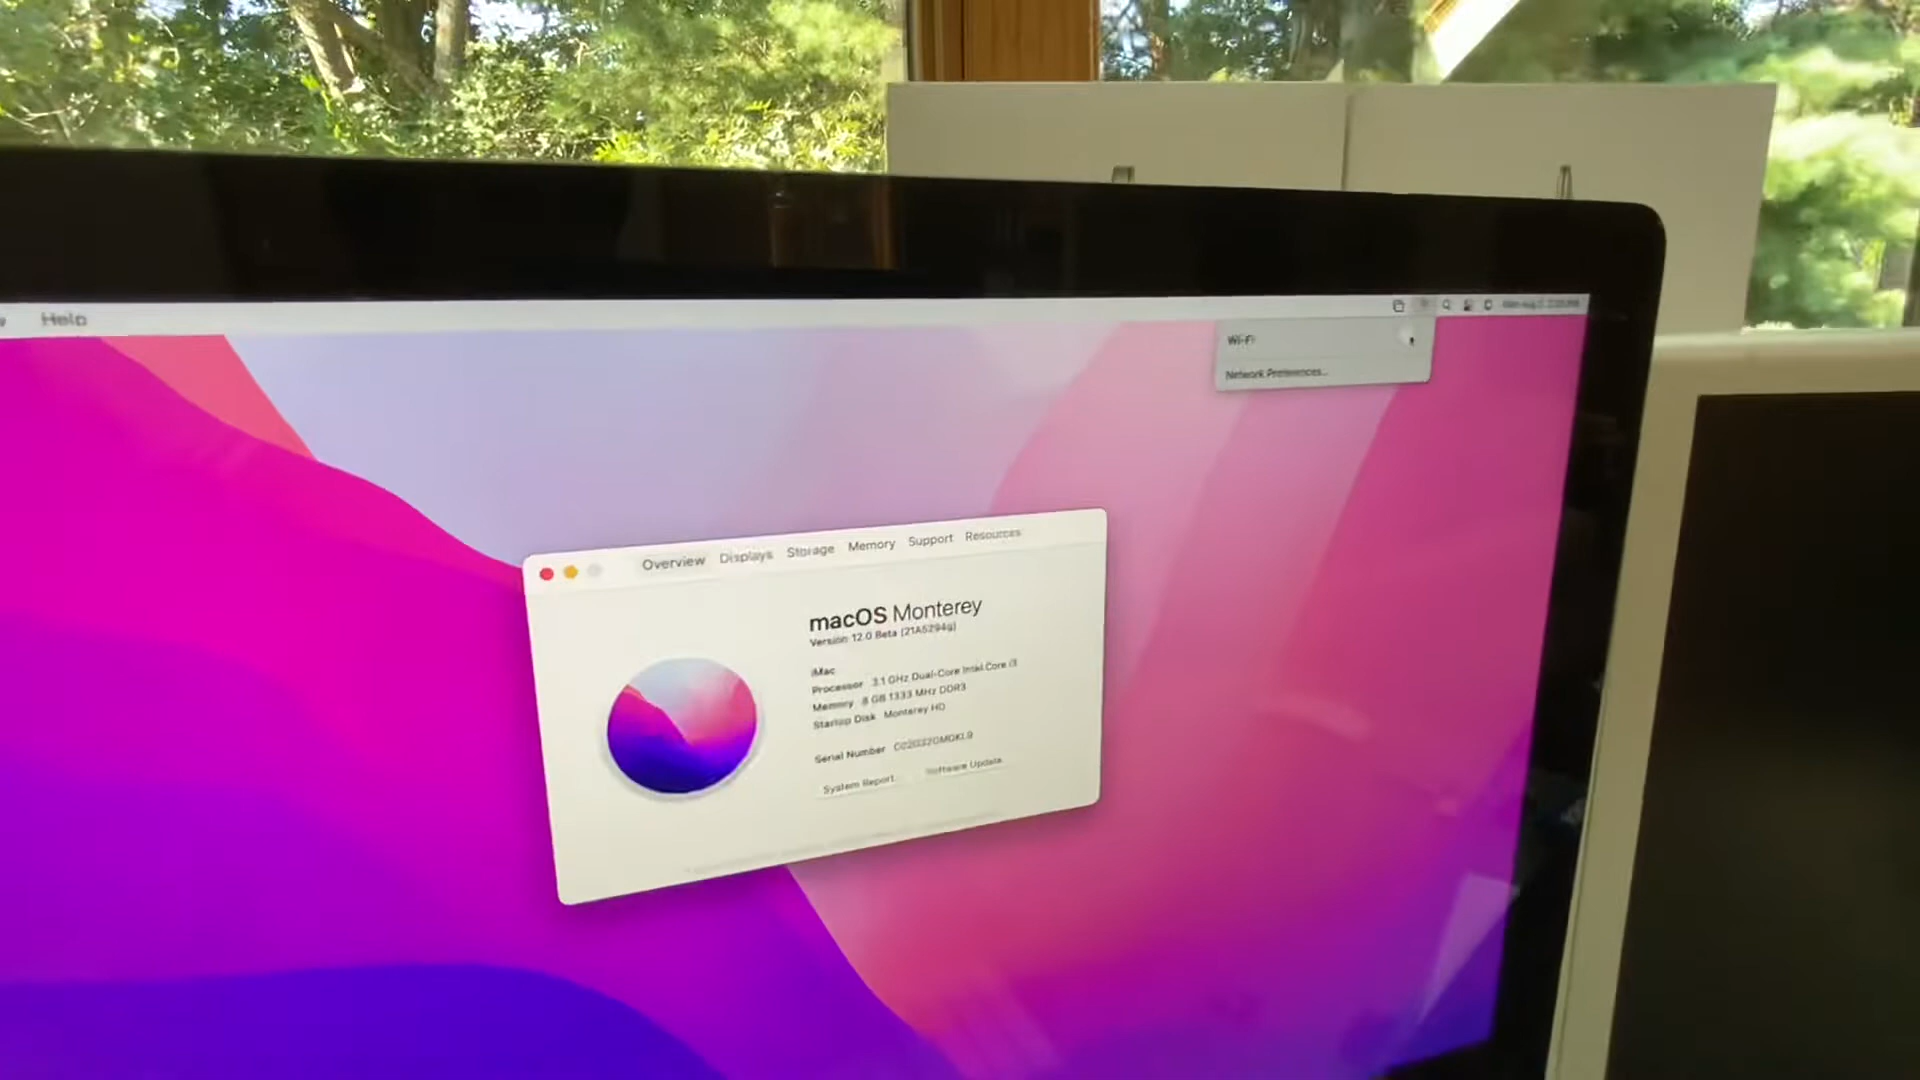 Help
Wi-Fi
Network Preferences...
Overview Displays Storage Memory Support Resources
macOS Monterey
Version 12.0 Beta (21A5294g)
iMac
Processor 3.1 GHz Dual-Core Intel Core i3
Memory 8 GB 1333 MHz DDR3
Startup Disk Monterey HD
Serial Number
System Report... Software Update...